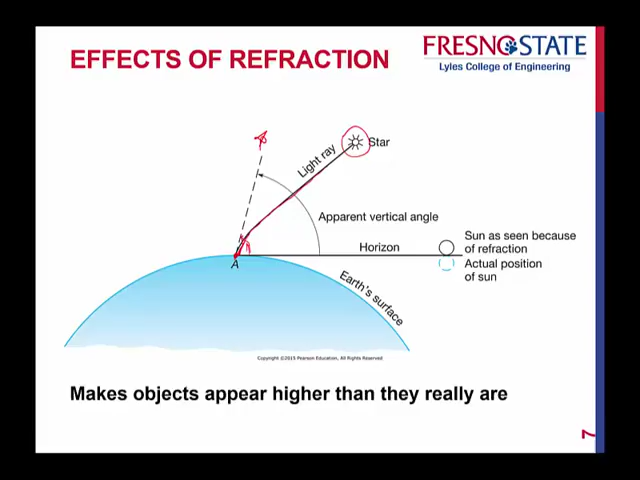 EFFECTS OF REFRACTION
FRESNO STATE
Lyles College of Engineering
Star
Light ray
Apparent vertical angle
Horizon
Sun as seen because
of refraction
Actual position
of sun
A
Earth's surface
Copyright ©2015 Pearson Education, All Rights Reserved
Makes objects appear higher than they really are
7